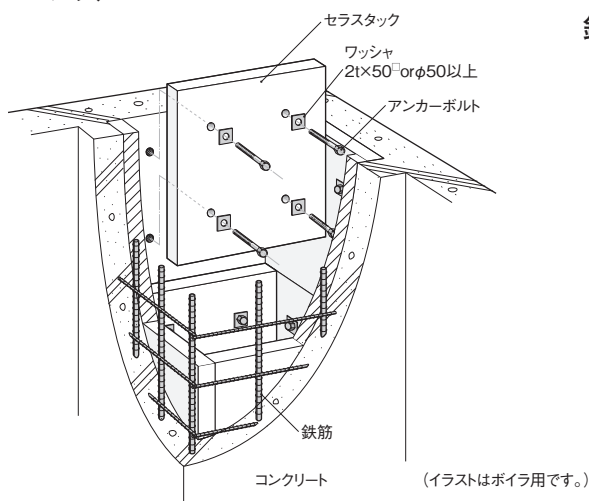 セラスタック
ワッシャ
2t×50□orφ50以上
アンカーボルト
鉄筋
コンクリート
(イラストはボイラ用です。)